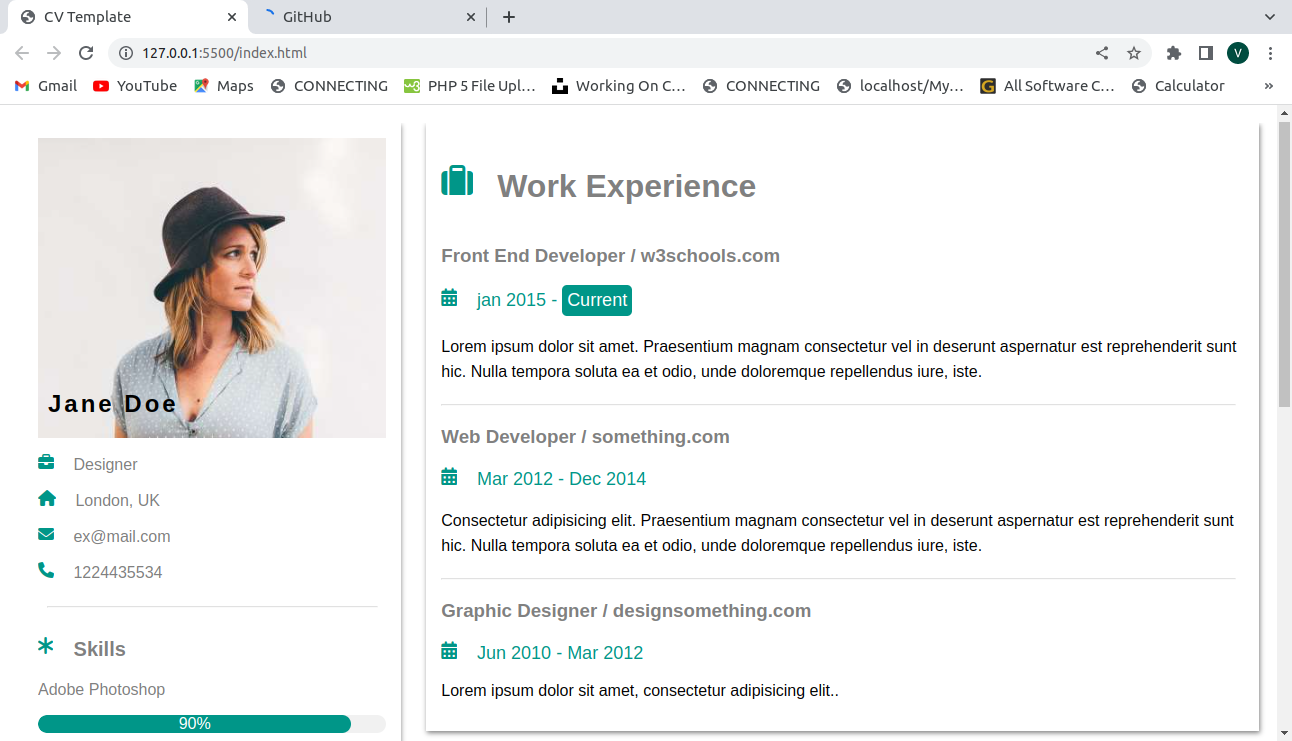 CV Template
GitHub
127.0.0.1:5500/index.html
V
Gmail
YouTube
Maps
CONNECTING
PHP 5 File Upl...
Working On C...
CONNECTING
localhost/My...
All Software C...
Calculator
»
Jane Doe
Designer
London, UK
ex@mail.com
1224435534
Skills
Adobe Photoshop
90%
Work Experience
Front End Developer / w3schools.com
jan 2015 - Current
Lorem ipsum dolor sit amet. Praesentium magnam consectetur vel in deserunt aspernatur est reprehenderit sunt
hic. Nulla tempora soluta ea et odio, unde doloremque repellendus iure, iste.
Web Developer / something.com
Mar 2012 - Dec 2014
Consectetur adipisicing elit. Praesentium magnam consectetur vel in deserunt aspernatur est reprehenderit sunt
hic. Nulla tempora soluta ea et odio, unde doloremque repellendus iure, iste.
Graphic Designer / designsomething.com
Jun 2010 - Mar 2012
Lorem ipsum dolor sit amet, consectetur adipisicing elit..